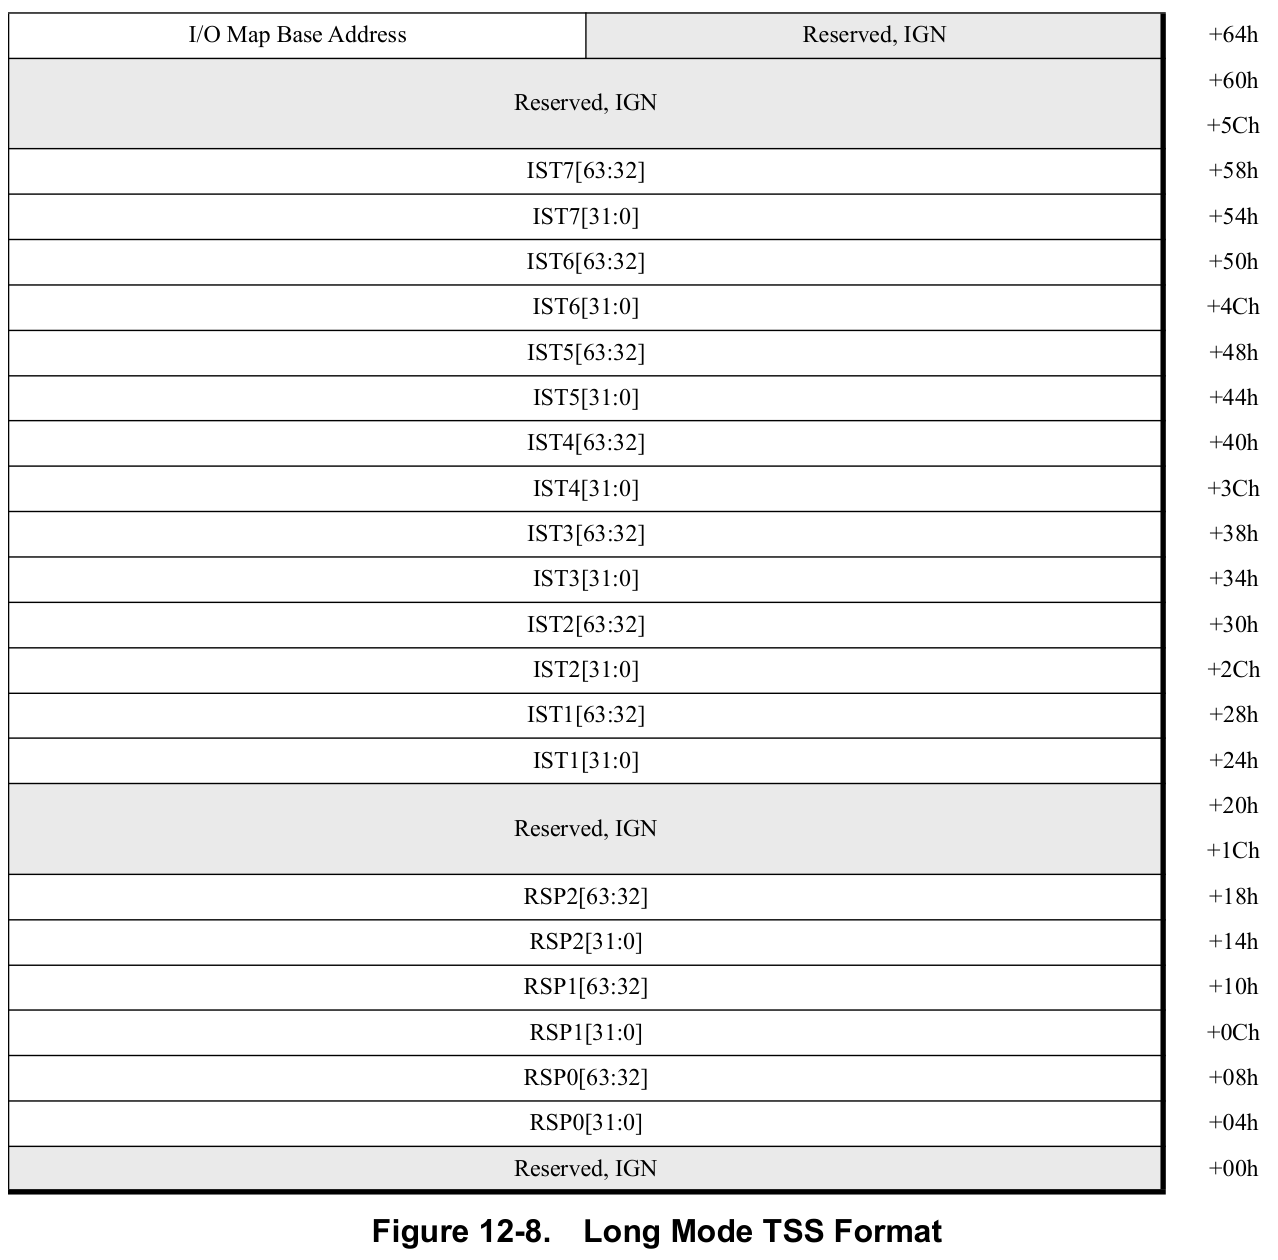 I/O Map Base Address Reserved, IGN +64h
+60h
Reserved, IGN
+5Ch
IST7[63:32] +58h
IST7[31:0] +54h
IST6[63:32] +50h
IST6[31:0] +4Ch
IST5[63:32] +48h
IST5[31:0] +44h
IST4[63:32] +40h
IST4[31:0] +3Ch
IST3[63:32] +38h
IST3[31:0] +34h
IST2[63:32] +30h
IST2[31:0] +2Ch
IST1[63:32] +28h
IST1[31:0] +24h
+20h
Reserved, IGN
+1Ch
RSP2[63:32] +18h
RSP2[31:0] +14h
RSP1[63:32] +10h
RSP1[31:0] +0Ch
RSP0[63:32] +08h
RSP0[31:0] +04h
Reserved, IGN +00h
Figure 12-8. Long Mode TSS Format